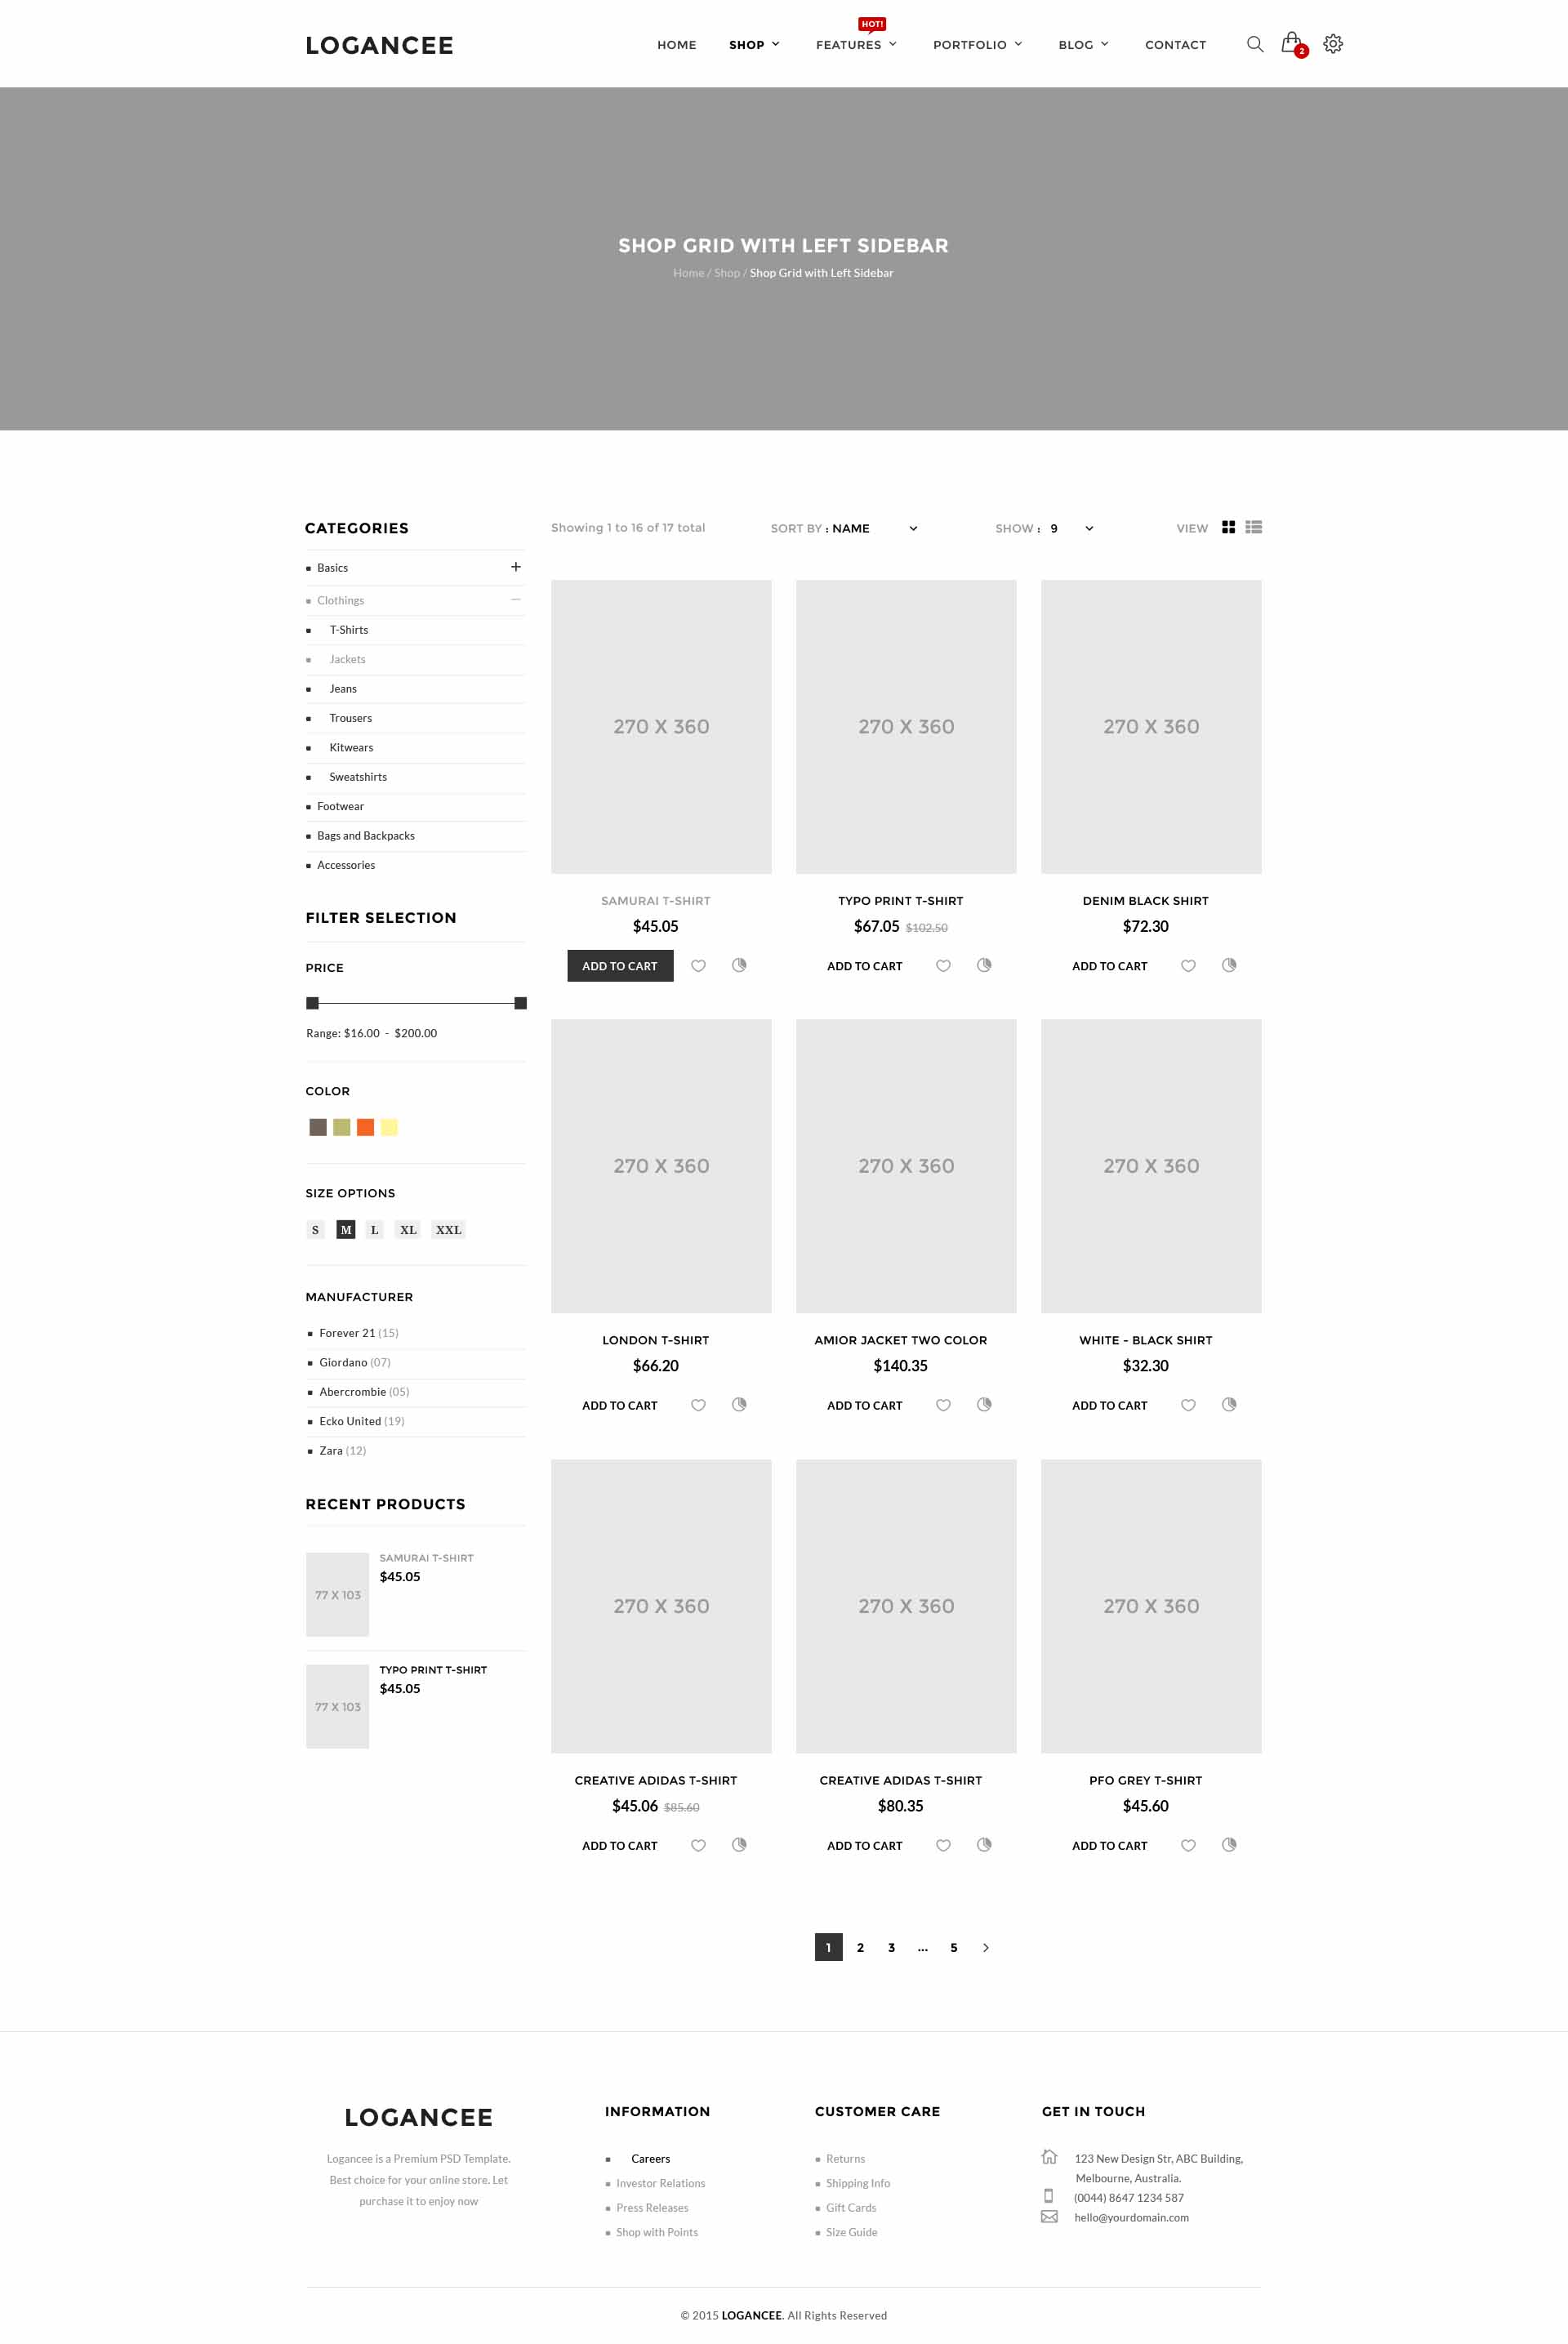 LOGANCEE
HOME SHOP FEATURES HOT! PORTFOLIO BLOG CONTACT 2
SHOP GRID WITH LEFT SIDEBAR
Home / Shop / Shop Grid with Left Sidebar
CATEGORIES
Basics
Clothings
T-Shirts
Jackets
Jeans
Trousers
Kitwears
Sweatshirts
Footwear
Bags and Backpacks
Accessories
FILTER SELECTION
PRICE
Range: $16.00 - $200.00
COLOR
SIZE OPTIONS
S M L XL XXL
MANUFACTURER
Forever 21 (15)
Giordano (07)
Abercrombie (05)
Ecko United (19)
Zara (12)
RECENT PRODUCTS
77 X 103
SAMURAI T-SHIRT
$45.05
77 X 103
TYPO PRINT T-SHIRT
$45.05
Showing 1 to 16 of 17 total SORT BY : NAME SHOW : 9 VIEW
270 X 360 270 X 360 270 X 360
SAMURAI T-SHIRT TYPO PRINT T-SHIRT DENIM BLACK SHIRT
$45.05 $67.05 $102.50 $72.30
ADD TO CART ADD TO CART ADD TO CART
270 X 360 270 X 360 270 X 360
LONDON T-SHIRT AMIOR JACKET TWO COLOR WHITE - BLACK SHIRT
$66.20 $140.35 $32.30
ADD TO CART ADD TO CART ADD TO CART
270 X 360 270 X 360 270 X 360
CREATIVE ADIDAS T-SHIRT CREATIVE ADIDAS T-SHIRT PFO GREY T-SHIRT
$45.06 $85.60 $80.35 $45.60
ADD TO CART ADD TO CART ADD TO CART
1 2 3 ... 5
LOGANCEE
Logancee is a Premium PSD Template.
Best choice for your online store. Let
purchase it to enjoy now
INFORMATION
Careers
Investor Relations
Press Releases
Shop with Points
CUSTOMER CARE
Returns
Shipping Info
Gift Cards
Size Guide
GET IN TOUCH
123 New Design Str, ABC Building,
Melbourne, Australia.
(0044) 8647 1234 587
hello@yourdomain.com
© 2015 LOGANCEE. All Rights Reserved